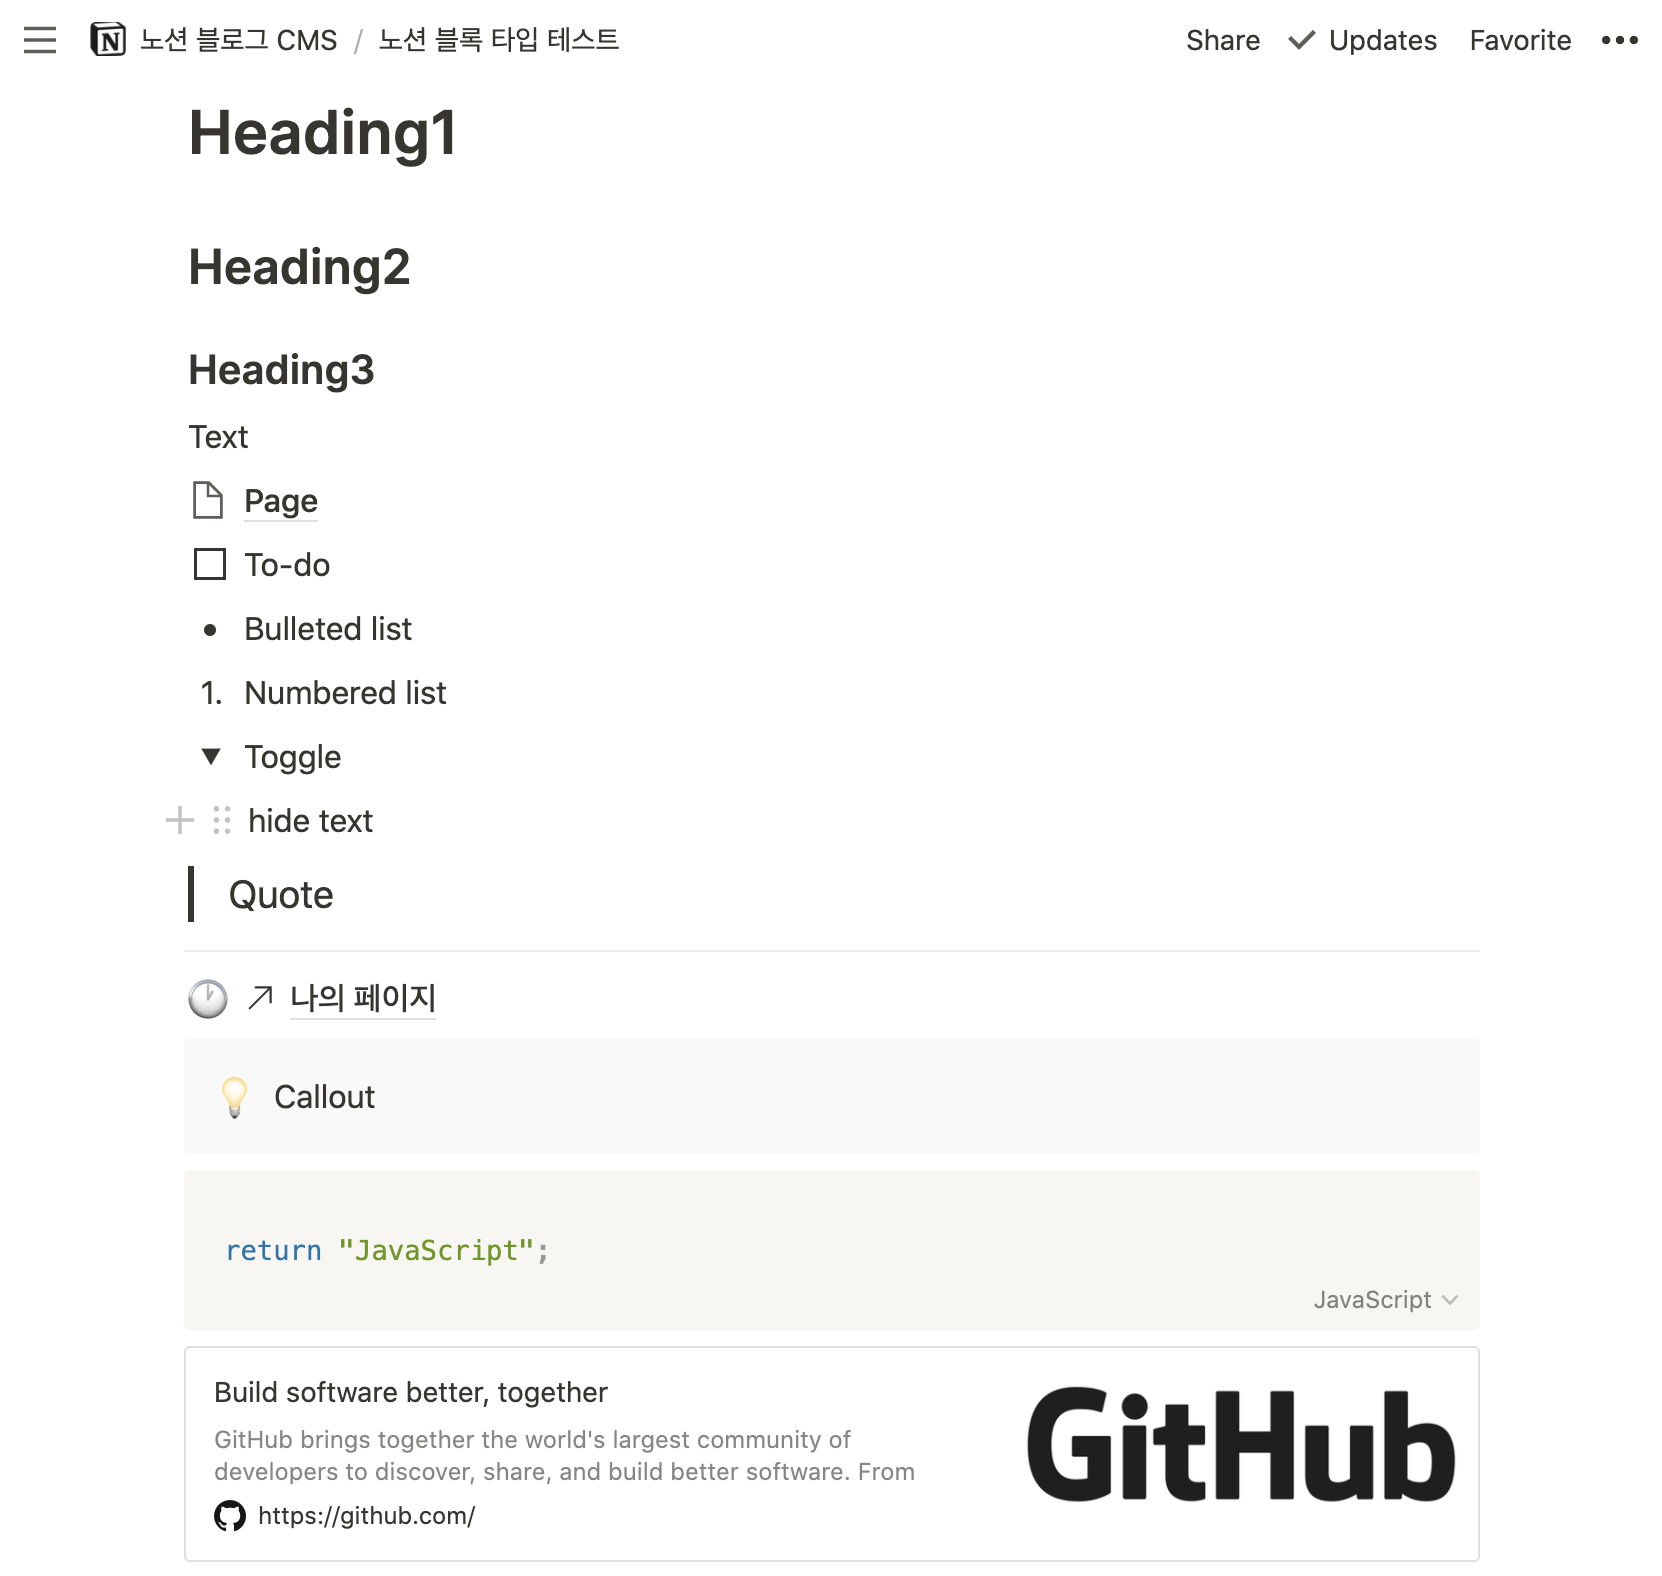 노션 블로그 CMS / 노션 블록 타입 테스트 Share Updates Favorite
Heading1
Heading2
Heading3
Text
Page
To-do
• Bulleted list
1. Numbered list
Toggle
hide text
Quote
나의 페이지
Callout
return "JavaScript";
JavaScript
Build software better, together
GitHub brings together the world's largest community of
developers to discover, share, and build better software. From
https://github.com/
GitHub